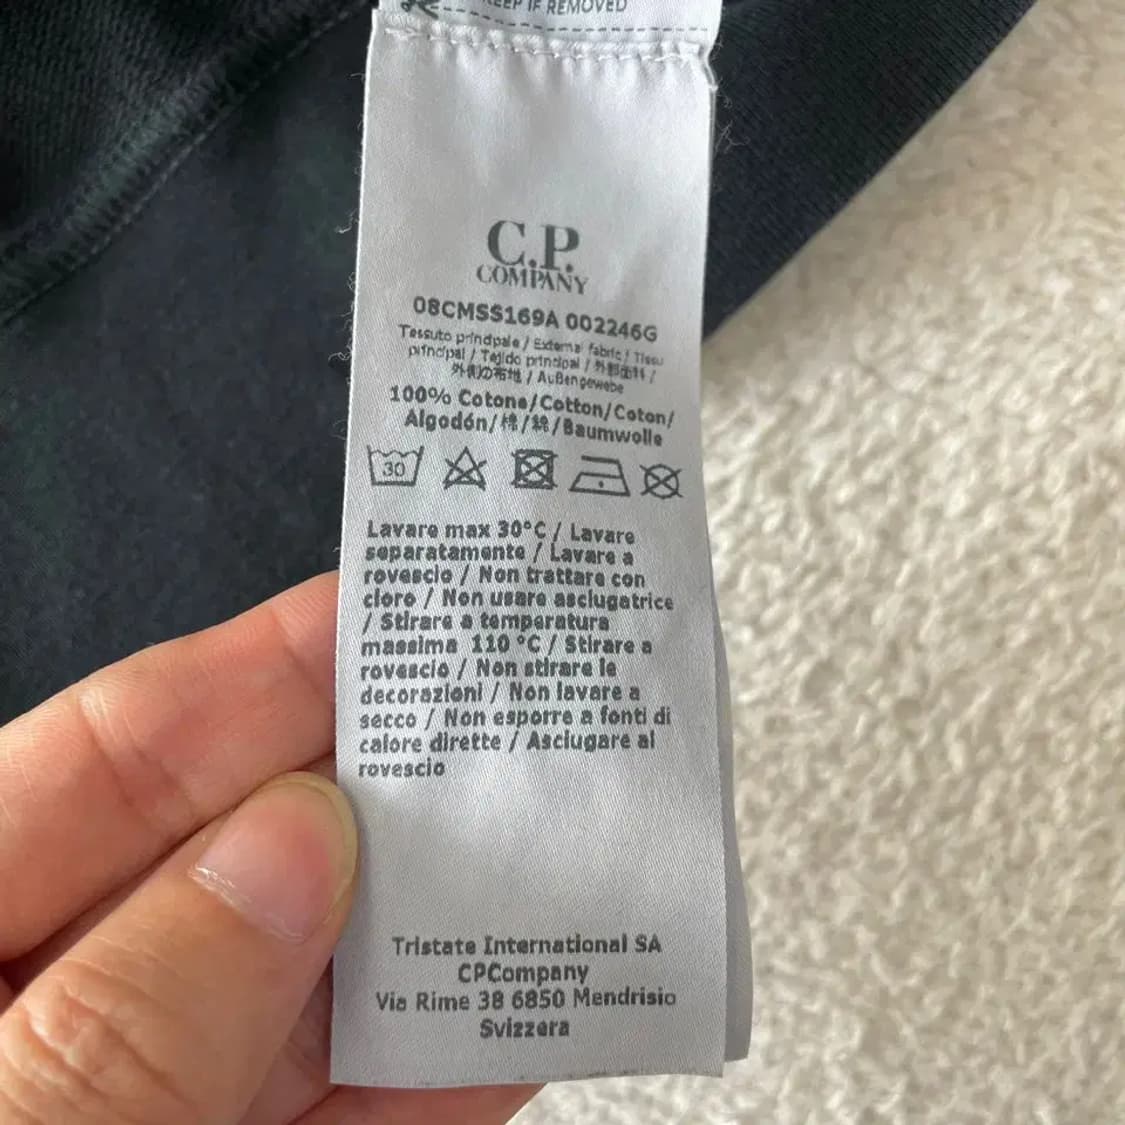 KEEP IF REMOVED
C.P.
COMPANY
08CMSS169A 002246G
Tessuto principale / External fabric / Tissu
principal / Tejido principal / 外部面料 /
外側の布地 / Außengewebe
100% Cotone/Cotton/Coton/
Algodón/棉/綿/Baumwolle
30
Lavare max 30°C / Lavare
separatamente / Lavare a
rovescio / Non trattare con
cloro / Non usare asciugatrice
/ Stirare a temperatura
massima 110 °C / Stirare a
rovescio / Non stirare le
decorazioni / Non lavare a
secco / Non esporre a fonti di
calore dirette / Asciugare al
rovescio
Tristate International SA
CPCompany
Via Rime 38 6850 Mendrisio
Svizzera